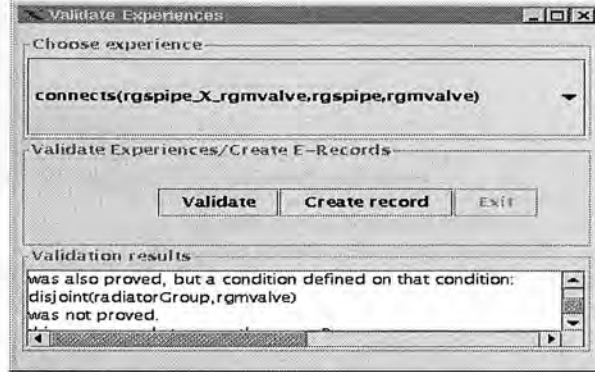 Validate Experiences
Choose experience
connects(rgspipe_X_rgmvalve,rgspipe,rgmvalve)
Validate Experiences/Create E-Records
Validate Create record Exit
Validation results
was also proved, but a condition defined on that condition:
disjoint(radiatorGroup,rgmvalve)
was not proved.